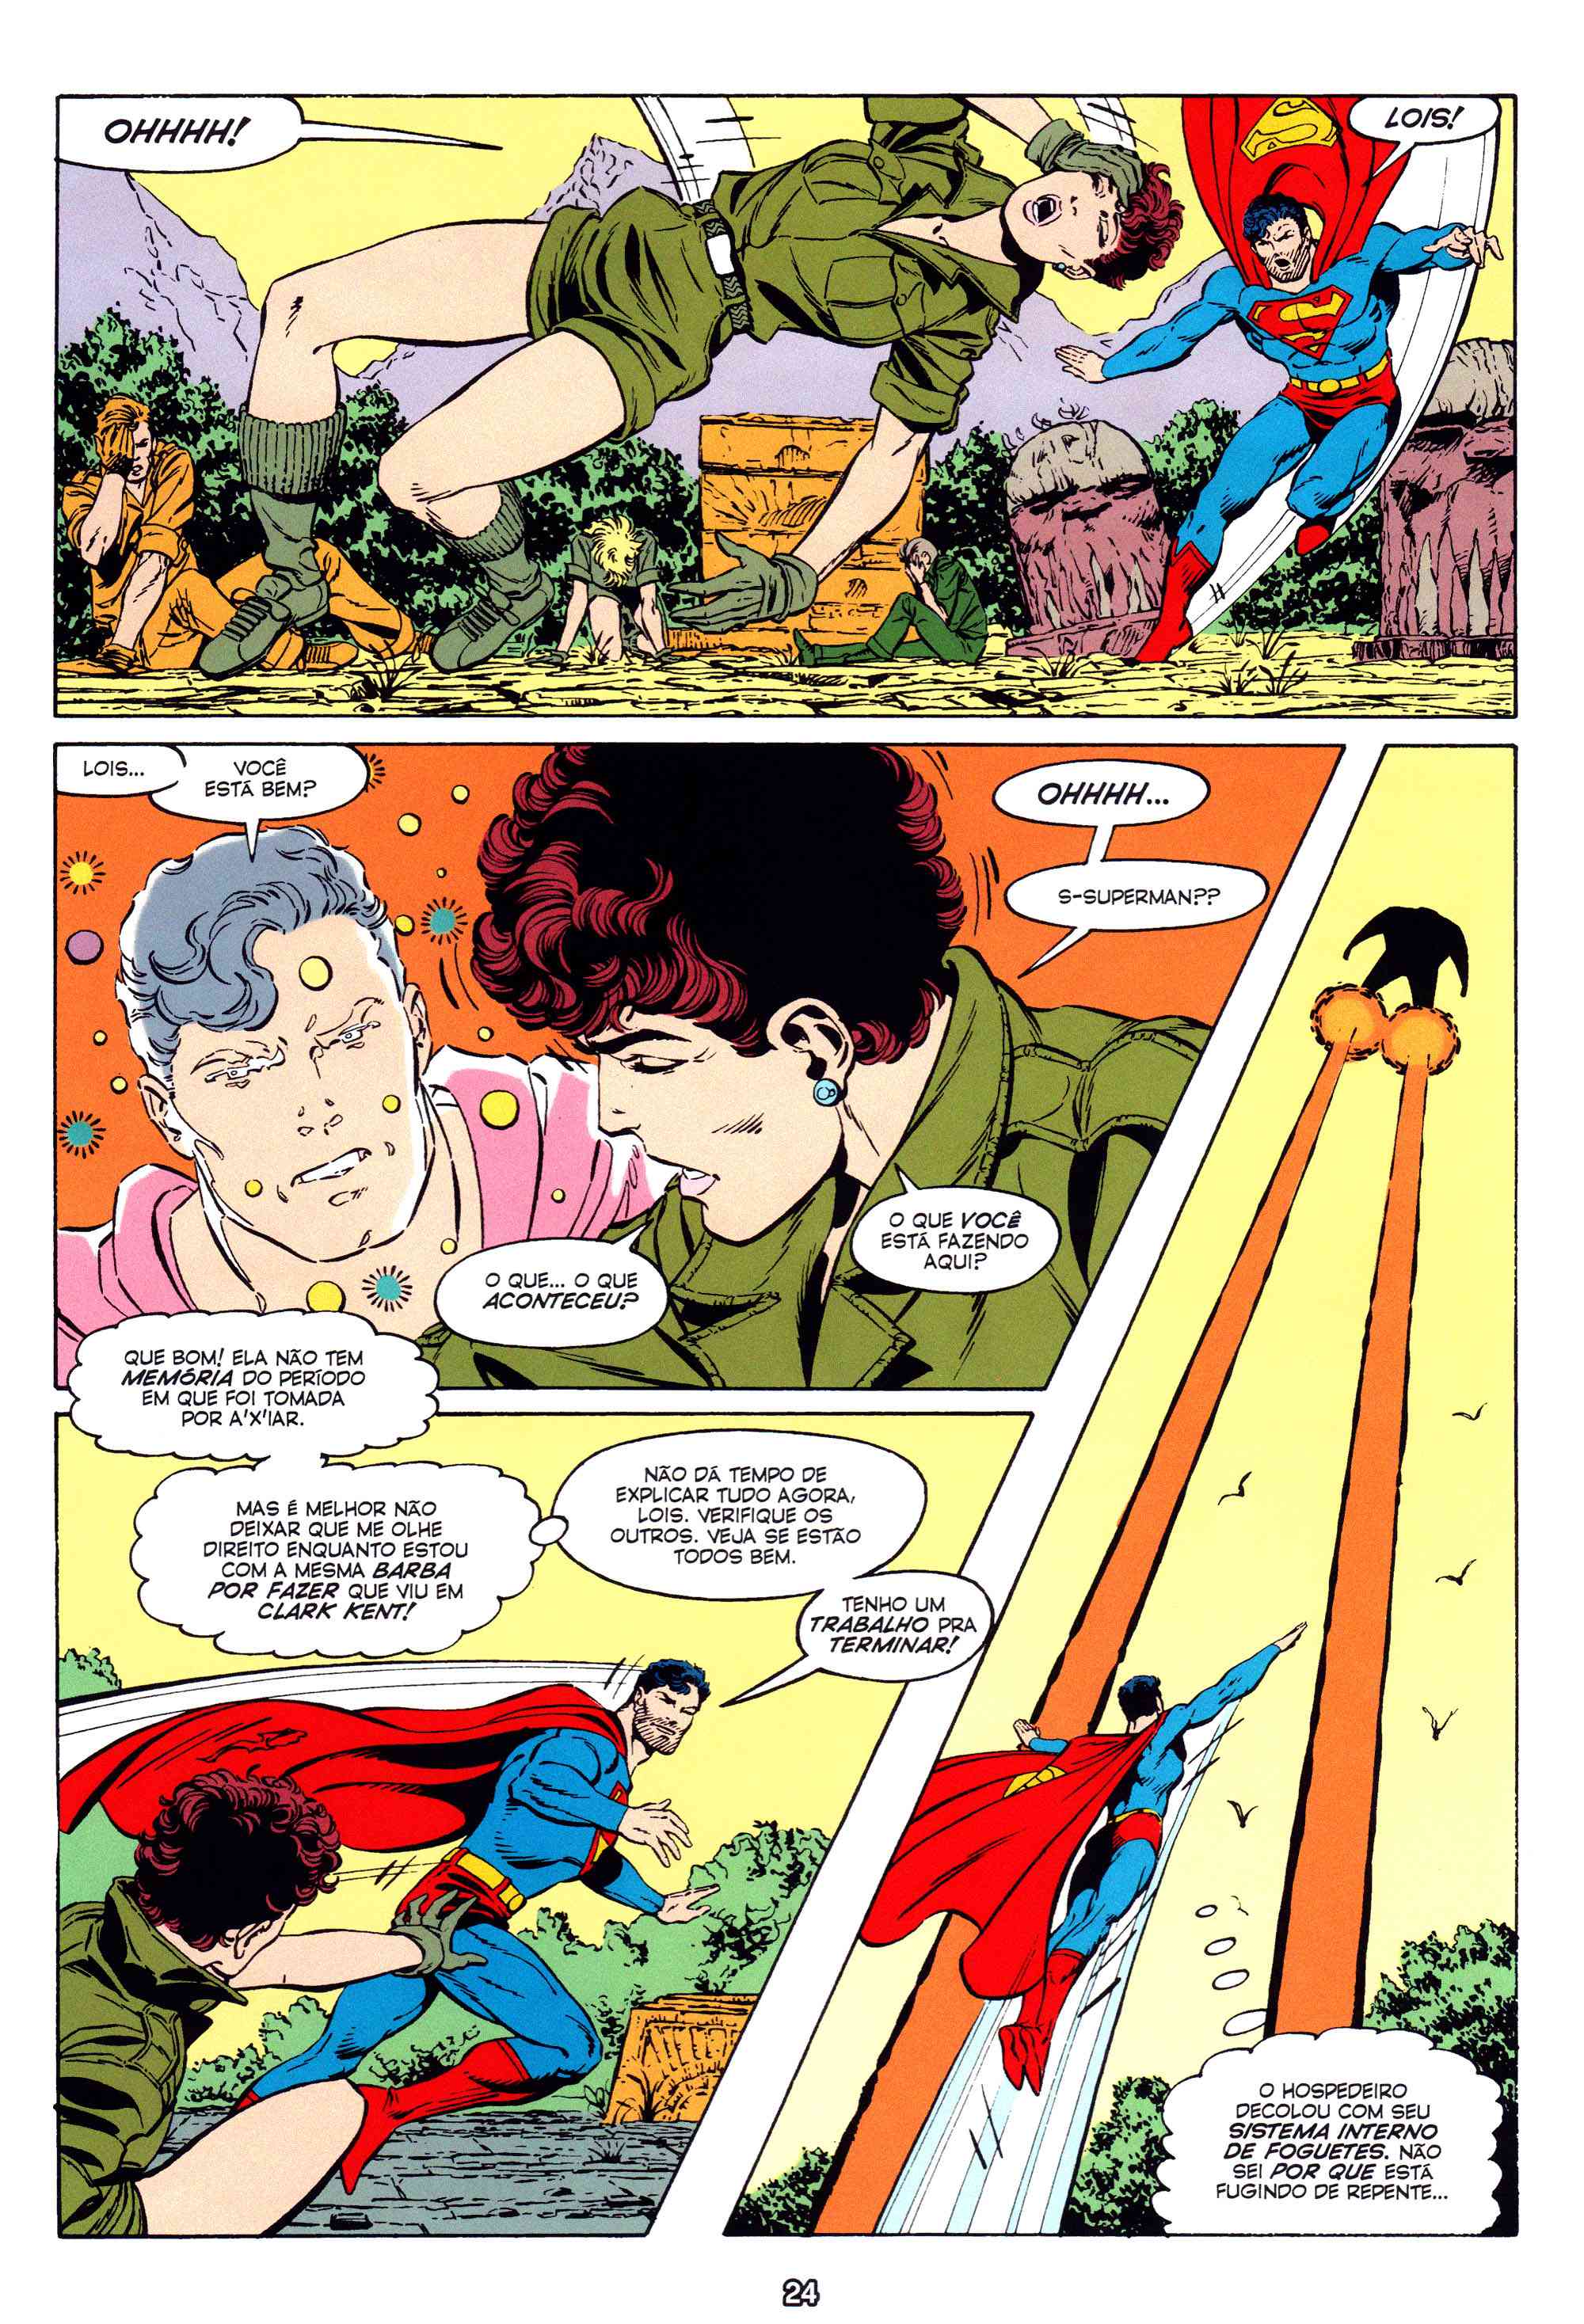 OHHHH!
LOIS!
LOIS...
VOCÊ
ESTÁ BEM?
OHHHH...
S-SUPERMAN??
O QUE... O QUE
ACONTECEU?
O QUE VOCÊ
ESTÁ FAZENDO
AQUI?
QUE BOM! ELA NÃO TEM
MEMÓRIA DO PERÍODO
EM QUE FOI TOMADA
POR A'X'IAR.
MAS É MELHOR NÃO
DEIXAR QUE ME OLHE
DIREITO ENQUANTO ESTOU
COM A MESMA BARBA
POR FAZER QUE VIU EM
CLARK KENT!
NÃO DÁ TEMPO DE
EXPLICAR TUDO AGORA,
LOIS. VERIFIQUE OS
OUTROS. VEJA SE ESTÃO
TODOS BEM.
TENHO UM
TRABALHO PRA
TERMINAR!
O HOSPEDEIRO
DECOLOU COM SEU
SISTEMA INTERNO
DE FOGUETES. NÃO
SEI POR QUE ESTÁ
FUGINDO DE REPENTE...
24